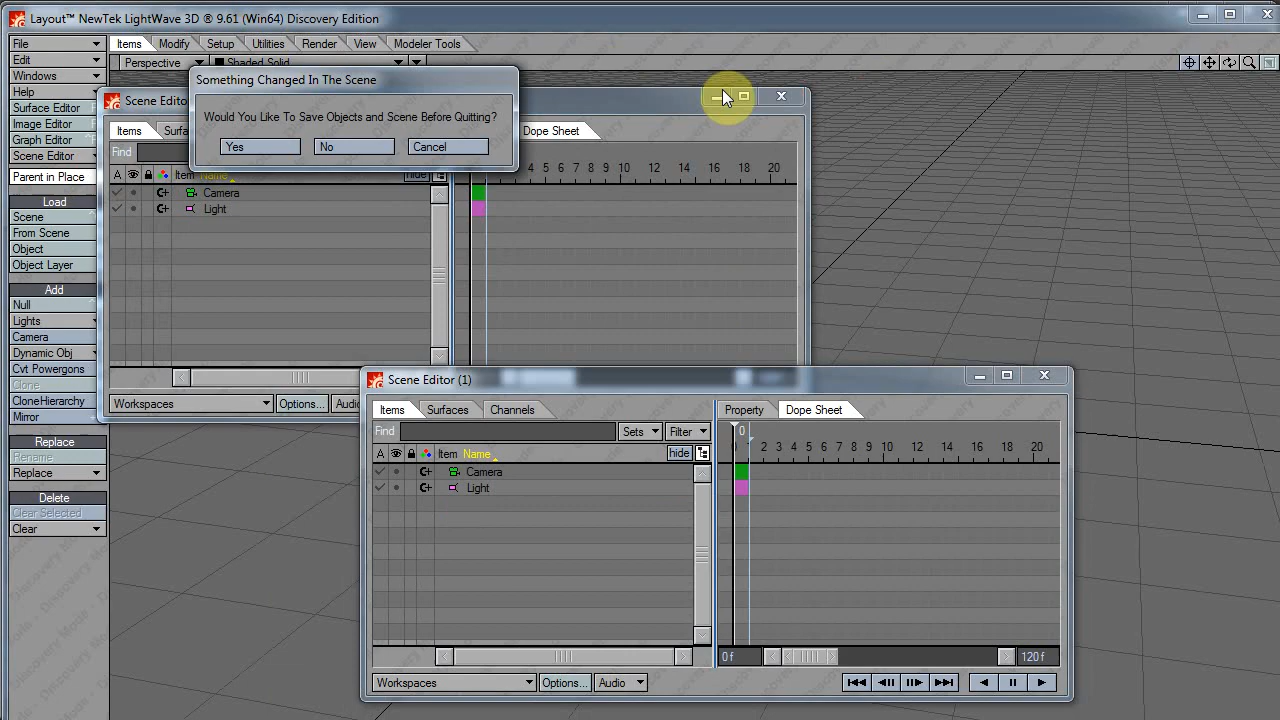 Layout™ NewTek LightWave 3D ® 9.61 (Win64) Discovery Edition
File
Items Modify Setup Utilities Render View Modeler Tools
Edit
Perspective Shaded Solid
Windows
Help
Surface Editor
Image Editor
Graph Editor
Scene Editor
Parent in Place
Load
Scene
From Scene
Object
Object Layer
Add
Null
Lights
Camera
Dynamic Obj
Cvt Powergons
Clone
CloneHierarchy
Mirror
Replace
Rename
Replace
Delete
Clear Selected
Clear
Something Changed In The Scene
Would You Like To Save Objects and Scene Before Quitting?
Yes No Cancel
Items Dope Sheet
Find
4 5 6 7 8 9 10 12 14 16 18 20
A Item Name hide
Camera
Light
Workspaces Options...
Scene Editor (1)
Items Surfaces Channels Property Dope Sheet
Find Sets Filter 0
0 2 3 4 5 6 7 8 9 10 12 14 16 18 20
A Item Name hide
Camera
Light
0 f 120 f
Workspaces Options... Audio